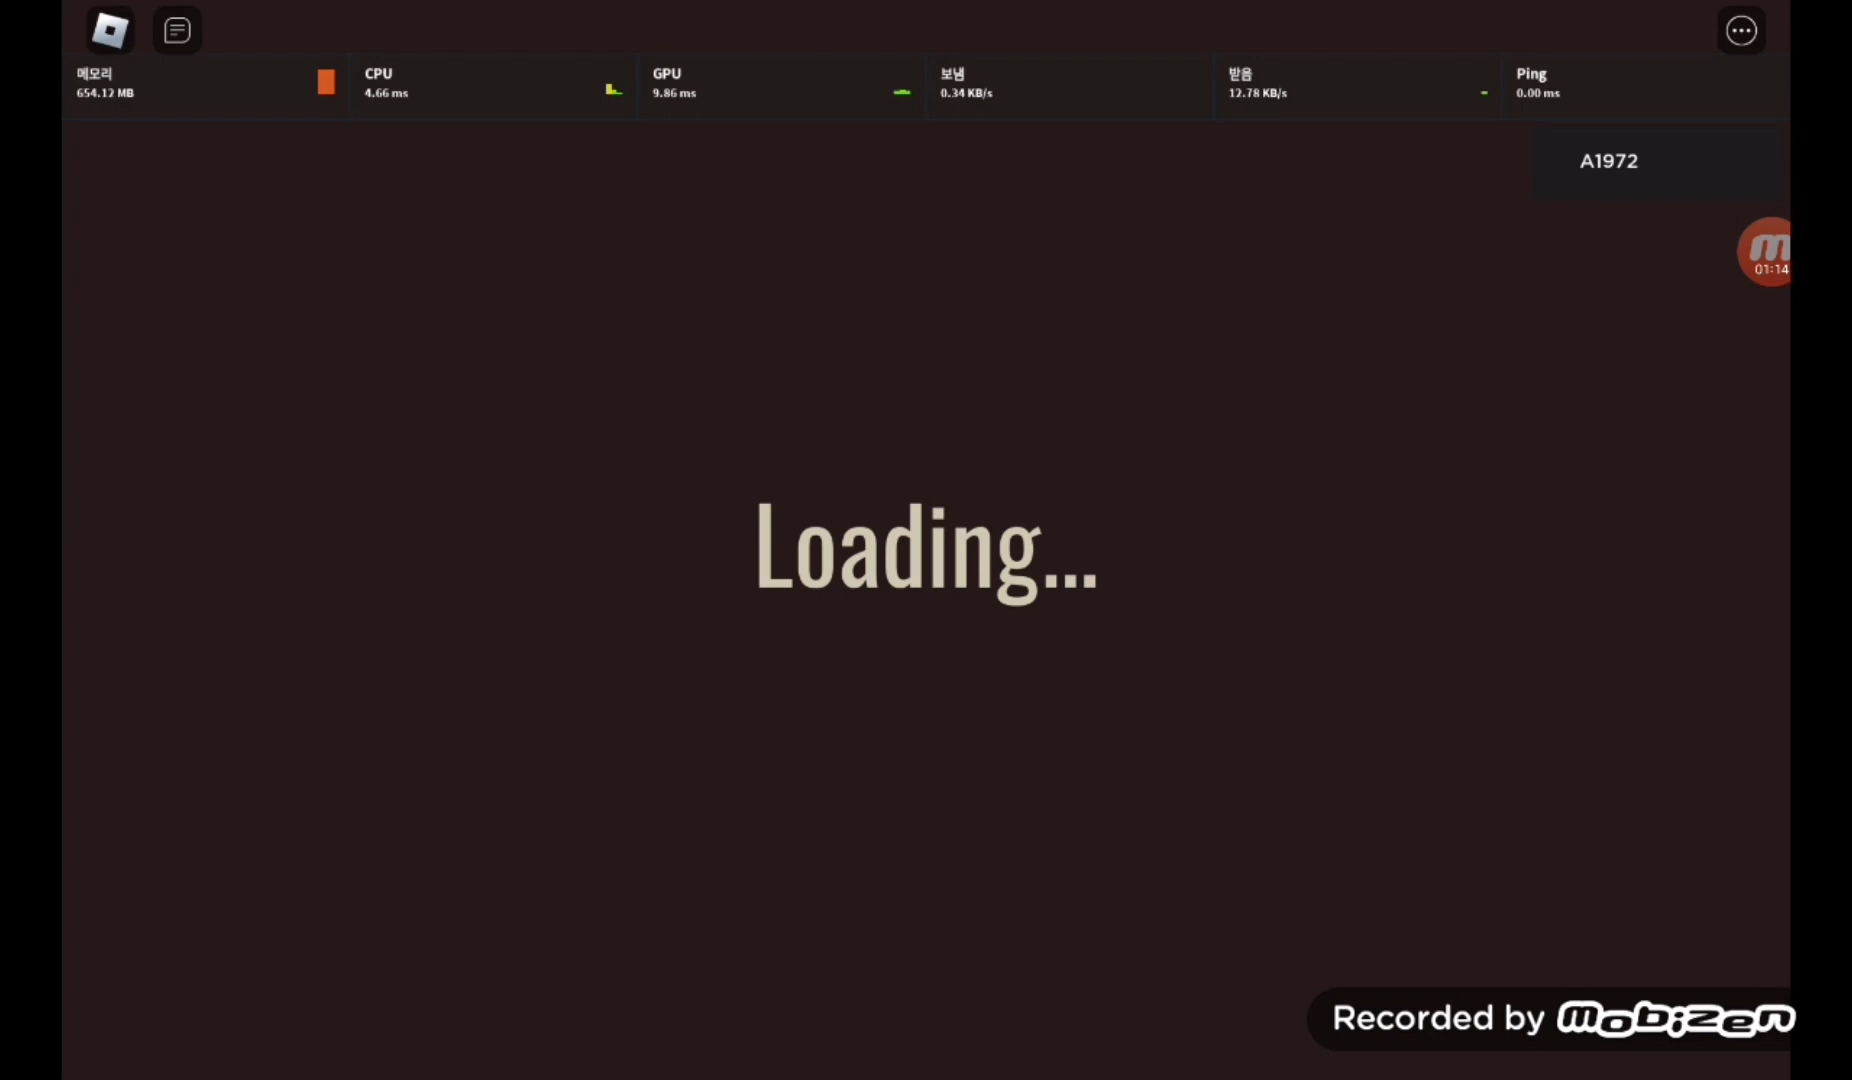 메모리
654.12 MB
CPU
4.66 ms
GPU
9.86 ms
보냄
0.34 KB/s
받음
12.78 KB/s
Ping
0.00 ms
A1972
m
01:14
Loading...
Recorded by mobizen